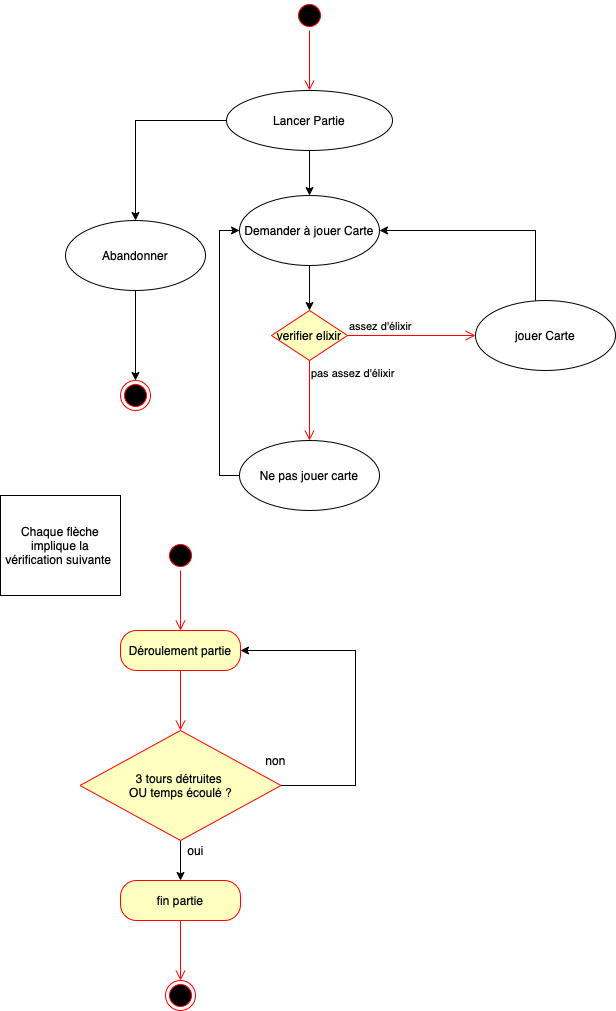 Lancer Partie
Demander à jouer Carte
Abandonner
verifier elixir
assez d'élixir
jouer Carte
pas assez d'élixir
Ne pas jouer carte
Chaque flèche
implique la
vérification suivante
Déroulement partie
non
3 tours détruites
OU temps écoulé ?
oui
fin partie